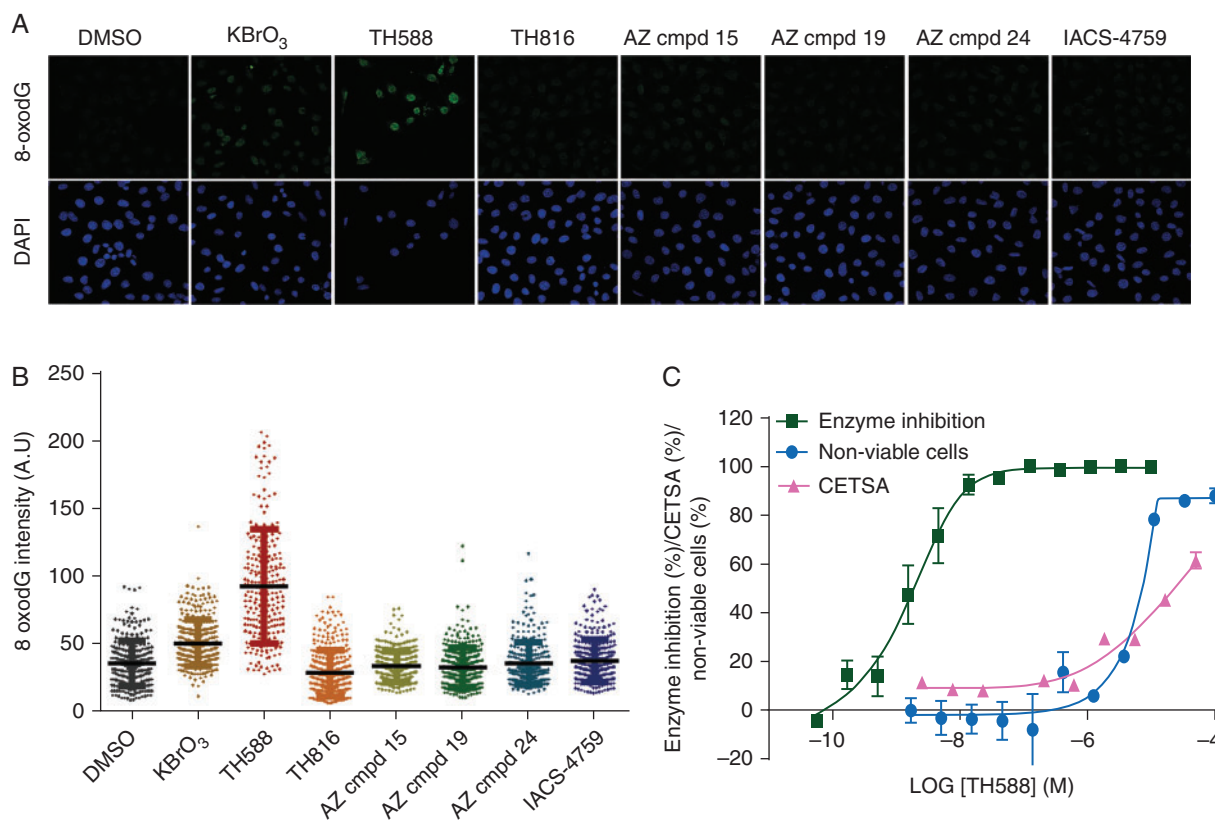 A
DMSO KBrO₃ TH588 TH816 AZ cmpd 15 AZ cmpd 19 AZ cmpd 24 IACS-4759
8-oxodG
DAPI
B
250
200
150
100
50
0
8 oxodG intensity (A.U)
DMSO
KBrO₃
TH588
TH816
AZ cmpd 15
AZ cmpd 19
AZ cmpd 24
IACS-4759
C
Enzyme inhibition
Non-viable cells
CETSA
120
100
80
60
40
20
0
–20
Enzyme inhibition (%)/CETSA (%)/
non-viable cells (%)
–10 –8 –6 –4
LOG [TH588] (M)